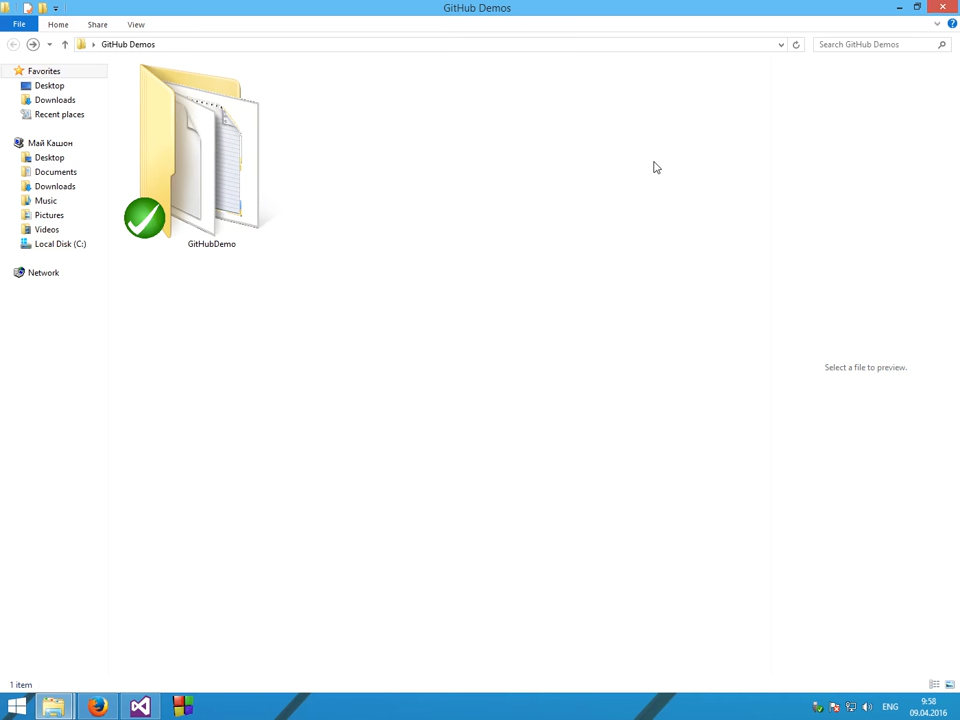 GitHub Demos
File Home Share View
GitHub Demos
Search GitHub Demos
Favorites
Desktop
Downloads
Recent places
Май Кашон
Desktop
Documents
Downloads
Music
Pictures
Videos
Local Disk (C:)
Network
GitHubDemo
Select a file to preview.
1 item
ENG
9:58
09.04.2016